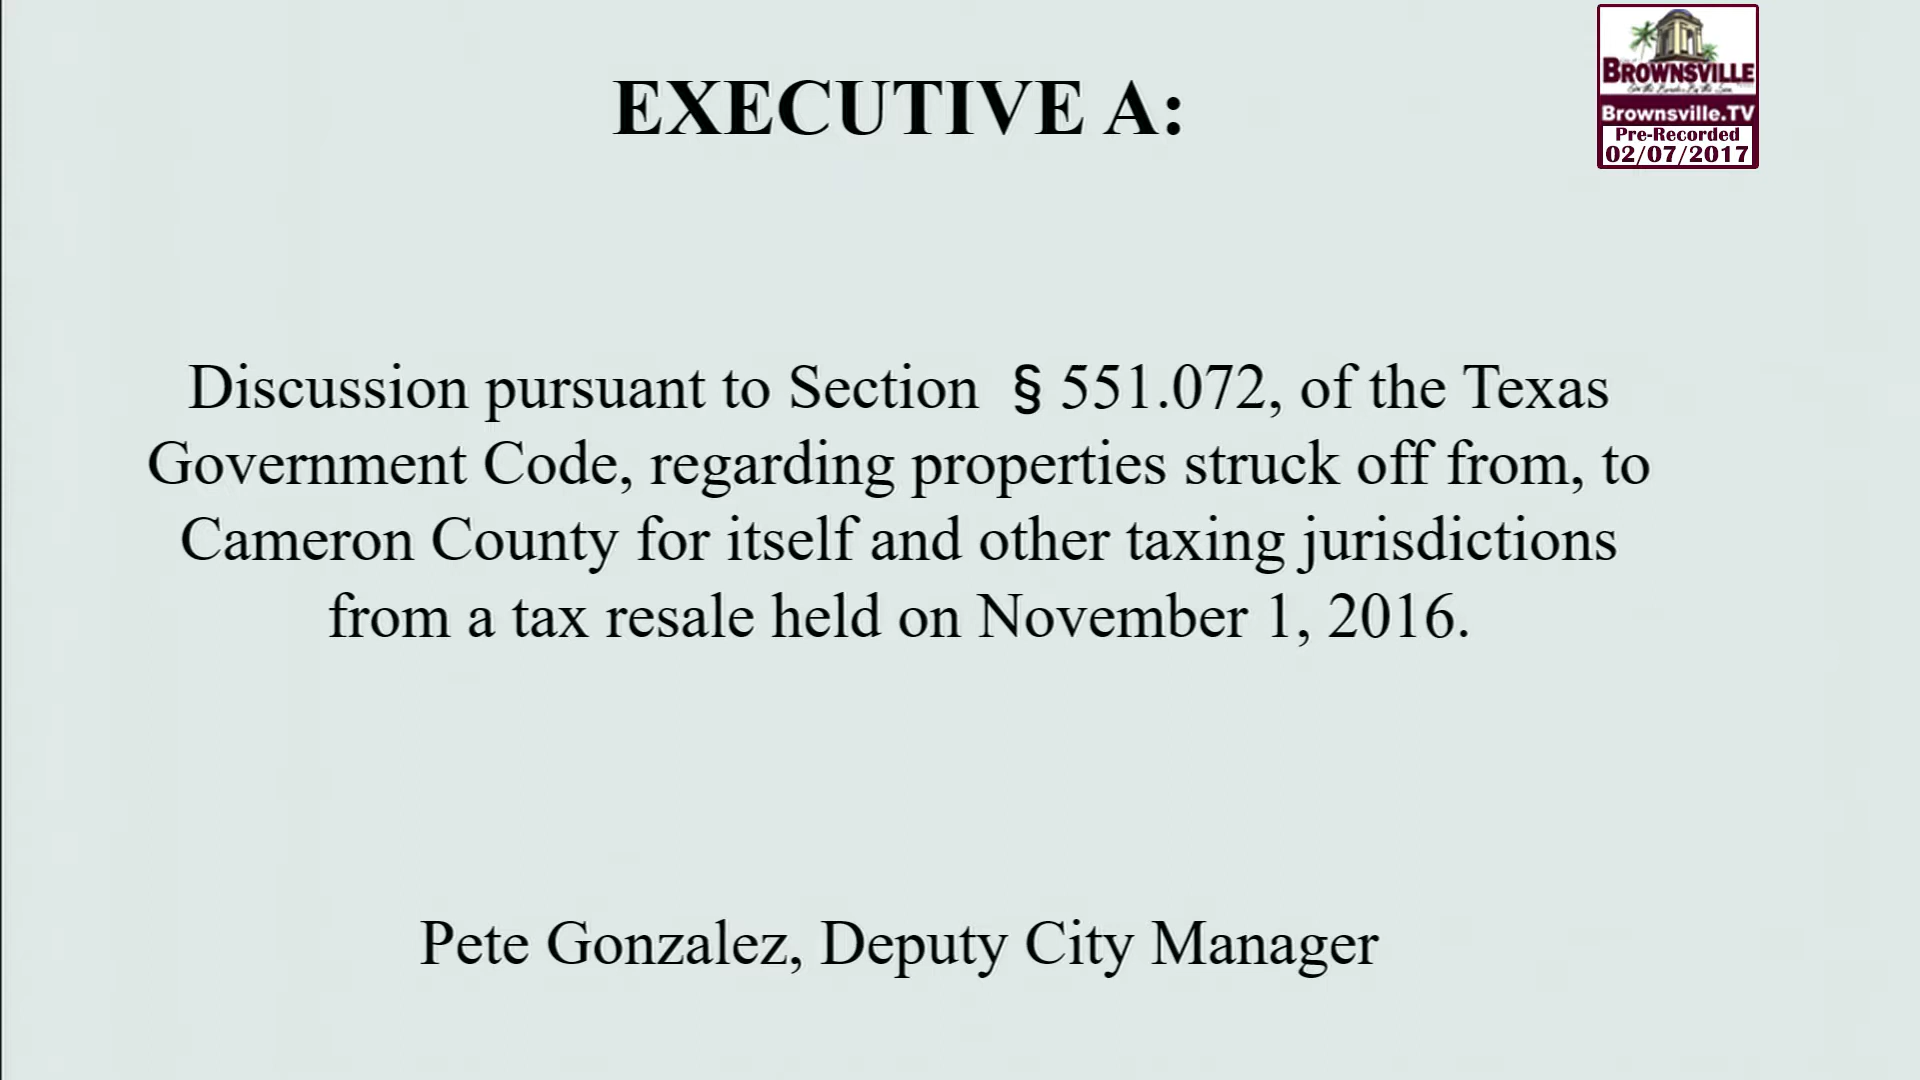 EXECUTIVE A:
BROWNSVILLE
Brownsville.TV
Pre-Recorded
02/07/2017
Discussion pursuant to Section § 551.072, of the Texas
Government Code, regarding properties struck off from, to
Cameron County for itself and other taxing jurisdictions
from a tax resale held on November 1, 2016.
Pete Gonzalez, Deputy City Manager